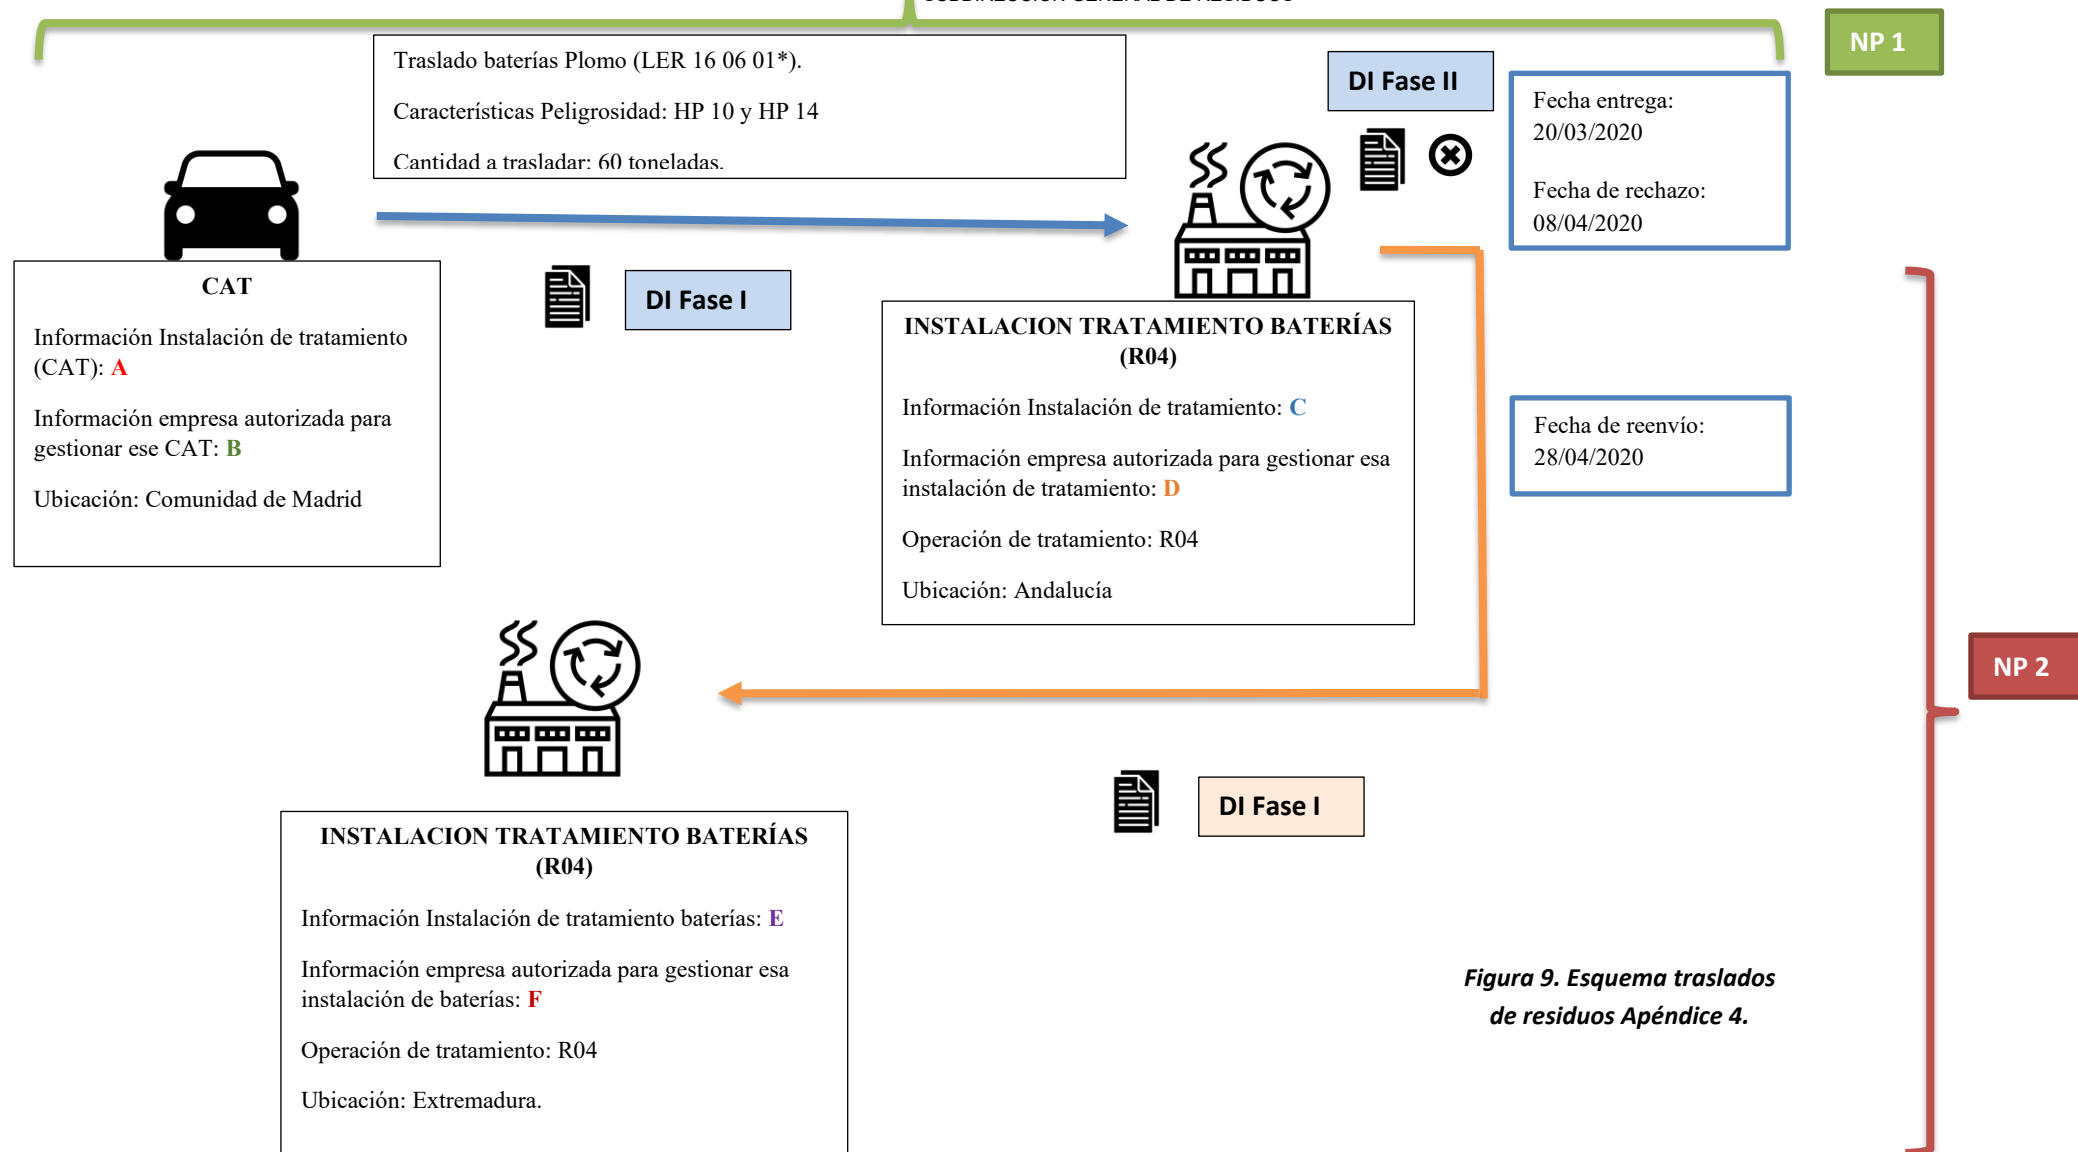 SUBDIRECCIÓN GENERAL DE RESIDUOS
NP 1
Traslado baterías Plomo (LER 16 06 01*).
Características Peligrosidad: HP 10 y HP 14
Cantidad a trasladar: 60 toneladas.
DI Fase II
Fecha entrega:
20/03/2020
Fecha de rechazo:
08/04/2020
CAT
Información Instalación de tratamiento
(CAT): A
Información empresa autorizada para
gestionar ese CAT: B
Ubicación: Comunidad de Madrid
DI Fase I
INSTALACION TRATAMIENTO BATERÍAS
(R04)
Información Instalación de tratamiento: C
Información empresa autorizada para gestionar esa
instalación de tratamiento: D
Operación de tratamiento: R04
Ubicación: Andalucía
Fecha de reenvío:
28/04/2020
NP 2
DI Fase I
INSTALACION TRATAMIENTO BATERÍAS
(R04)
Información Instalación de tratamiento baterías: E
Información empresa autorizada para gestionar esa
instalación de baterías: F
Operación de tratamiento: R04
Ubicación: Extremadura.
Figura 9. Esquema traslados
de residuos Apéndice 4.